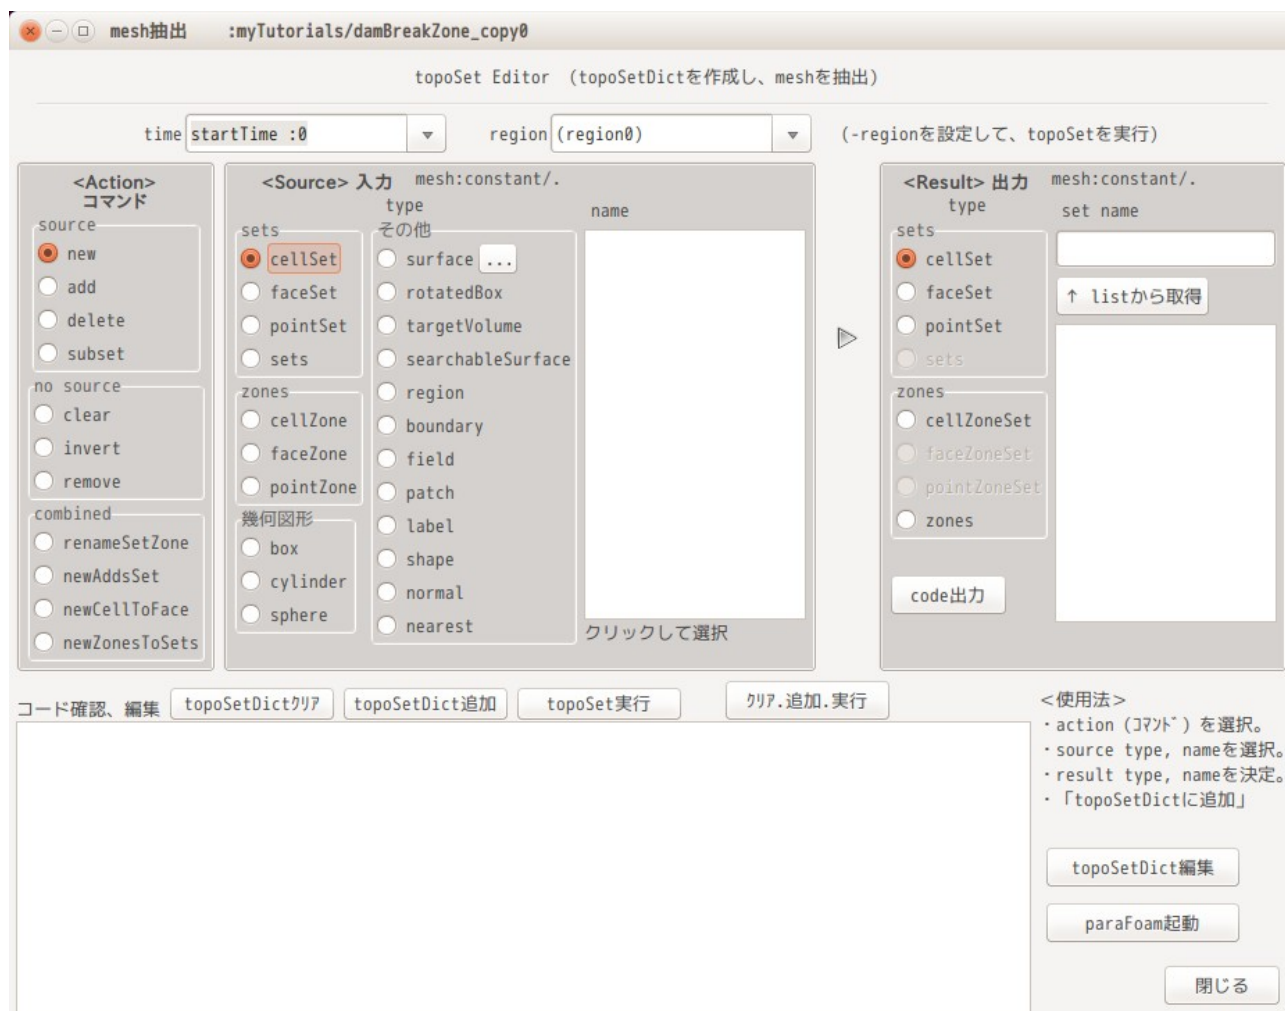 mesh抽出 :myTutorials/damBreakZone_copy0
topoSet Editor (topoSetDictを作成し、meshを抽出)
time startTime :0 region (region0) (-regionを設定して、topoSetを実行)
<Action>
コマンド
source
new
add
delete
subset
no source
clear
invert
remove
combined
renameSetZone
newAddsSet
newCellToFace
newZonesToSets
<Source> 入力 mesh:constant/.
type
name
sets
cellSet
faceSet
pointSet
sets
zones
cellZone
faceZone
pointZone
幾何図形
box
cylinder
sphere
その他
surface ...
rotatedBox
targetVolume
searchableSurface
region
boundary
field
patch
label
shape
normal
nearest
クリックして選択
<Result> 出力 mesh:constant/.
type
set name
sets
cellSet
faceSet
pointSet
sets
zones
cellZoneSet
faceZoneSet
pointZoneSet
zones
↑ listから取得
code出力
コード確認、編集 topoSetDictｸﾘｱ topoSetDict追加 topoSet実行 ｸﾘｱ.追加.実行
<使用法>
・action (ｺﾏﾝﾄﾞ) を選択。
・source type, nameを選択。
・result type, nameを決定。
・「topoSetDictに追加」
topoSetDict編集
paraFoam起動
閉じる